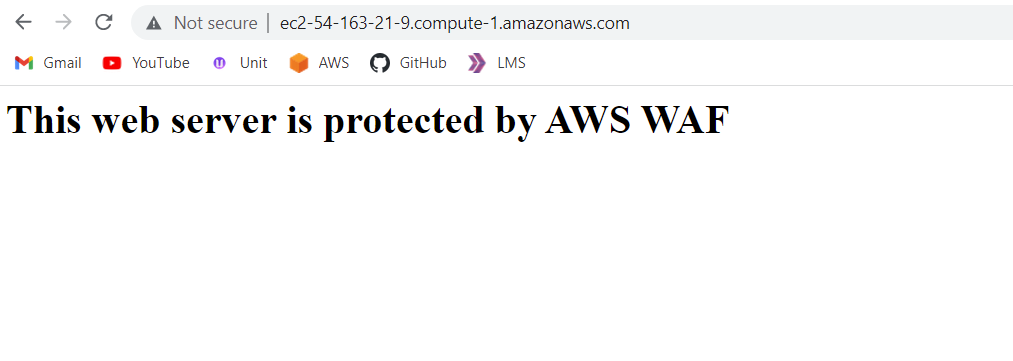 Not secure | ec2-54-163-21-9.compute-1.amazonaws.com
Gmail YouTube Unit AWS GitHub LMS
This web server is protected by AWS WAF